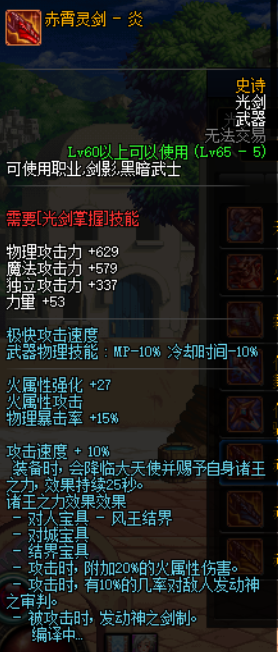 赤霄灵剑 - 炎
史诗
光剑
武器
无法交易
Lv60以上可以使用 (Lv65 - 5)
可使用职业,剑影,黑暗武士
需要[光剑掌握]技能
物理攻击力 +629
魔法攻击力 +579
独立攻击力 +337
力量 +53
极快攻击速度
武器物理技能 : MP-10% 冷却时间-10%
火属性强化 +27
火属性攻击
物理暴击率 +15%
攻击速度 + 10%
装备时, 会降临大天使并赐予自身诸王
之力, 效果持续25秒。
诸王之力效果效果
- 对人宝具 - 风王结界
- 对城宝具
- 结界宝具
- 攻击时, 附加20%的火属性伤害。
- 攻击时, 有10%的几率对敌人发动神
之审判。
- 被攻击时, 发动神之剑制。
编译中...